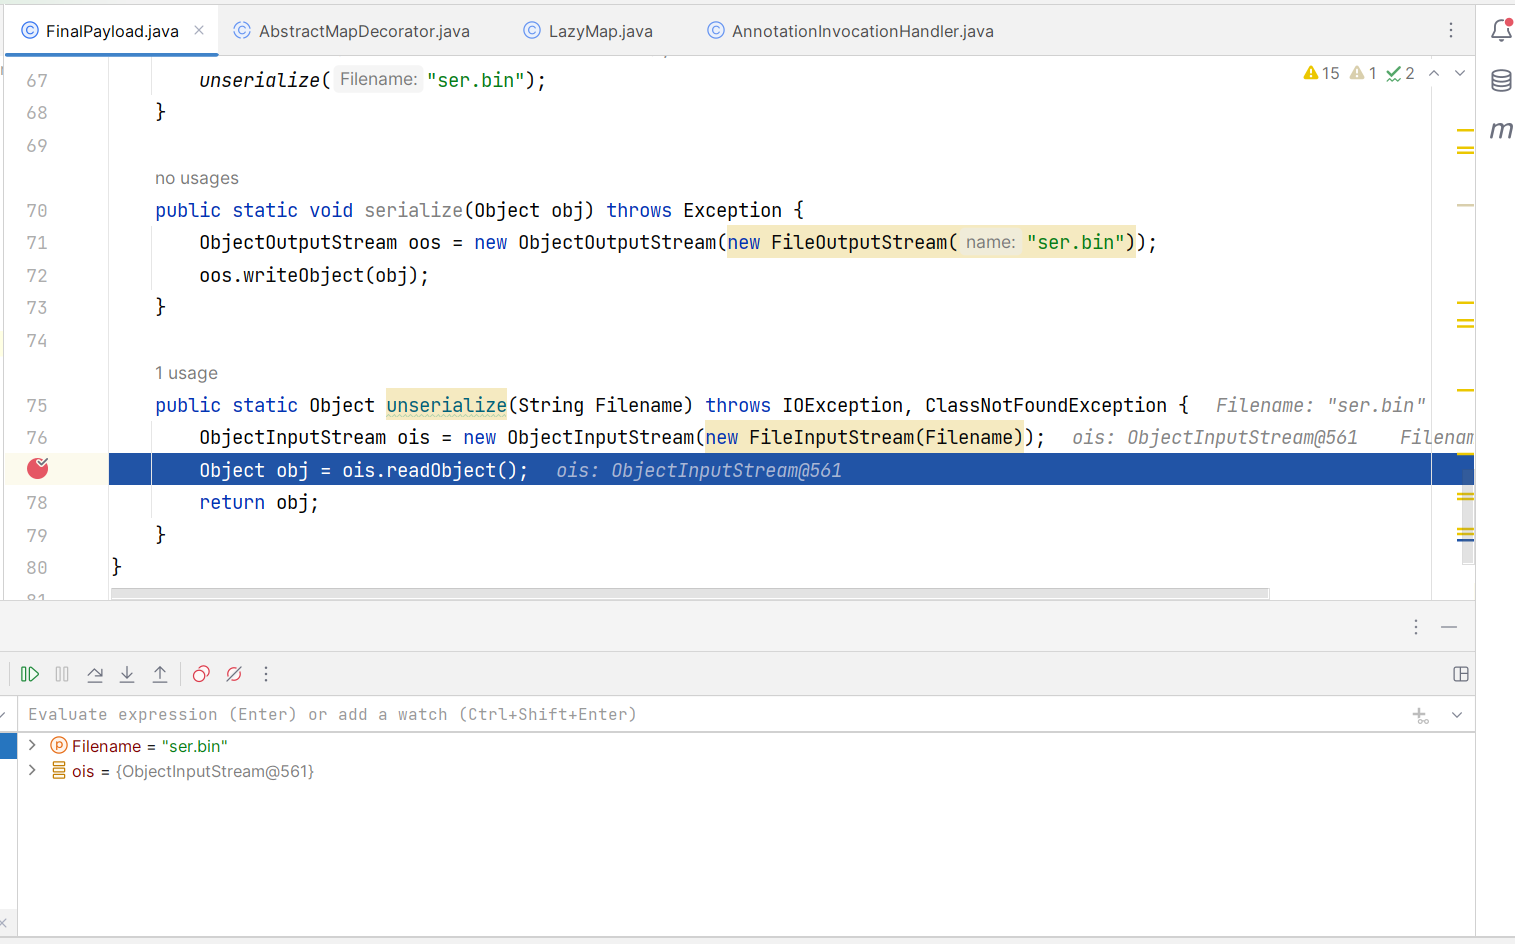 FinalPayload.java AbstractMapDecorator.java LazyMap.java AnnotationInvocationHandler.java
15 1 2
67 unserialize( Filename: "ser.bin");
68 }
69
no usages
70 public static void serialize(Object obj) throws Exception {
71 ObjectOutputStream oos = new ObjectOutputStream(new FileOutputStream( name: "ser.bin"));
72 oos.writeObject(obj);
73 }
74
1 usage
75 public static Object unserialize(String Filename) throws IOException, ClassNotFoundException { Filename: "ser.bin"
76 ObjectInputStream ois = new ObjectInputStream(new FileInputStream(Filename)); ois: ObjectInputStream@561 Filenam
Object obj = ois.readObject(); ois: ObjectInputStream@561
78 return obj;
79 }
80 }
81
Evaluate expression (Enter) or add a watch (Ctrl+Shift+Enter)
Filename = "ser.bin"
ois = {ObjectInputStream@561}